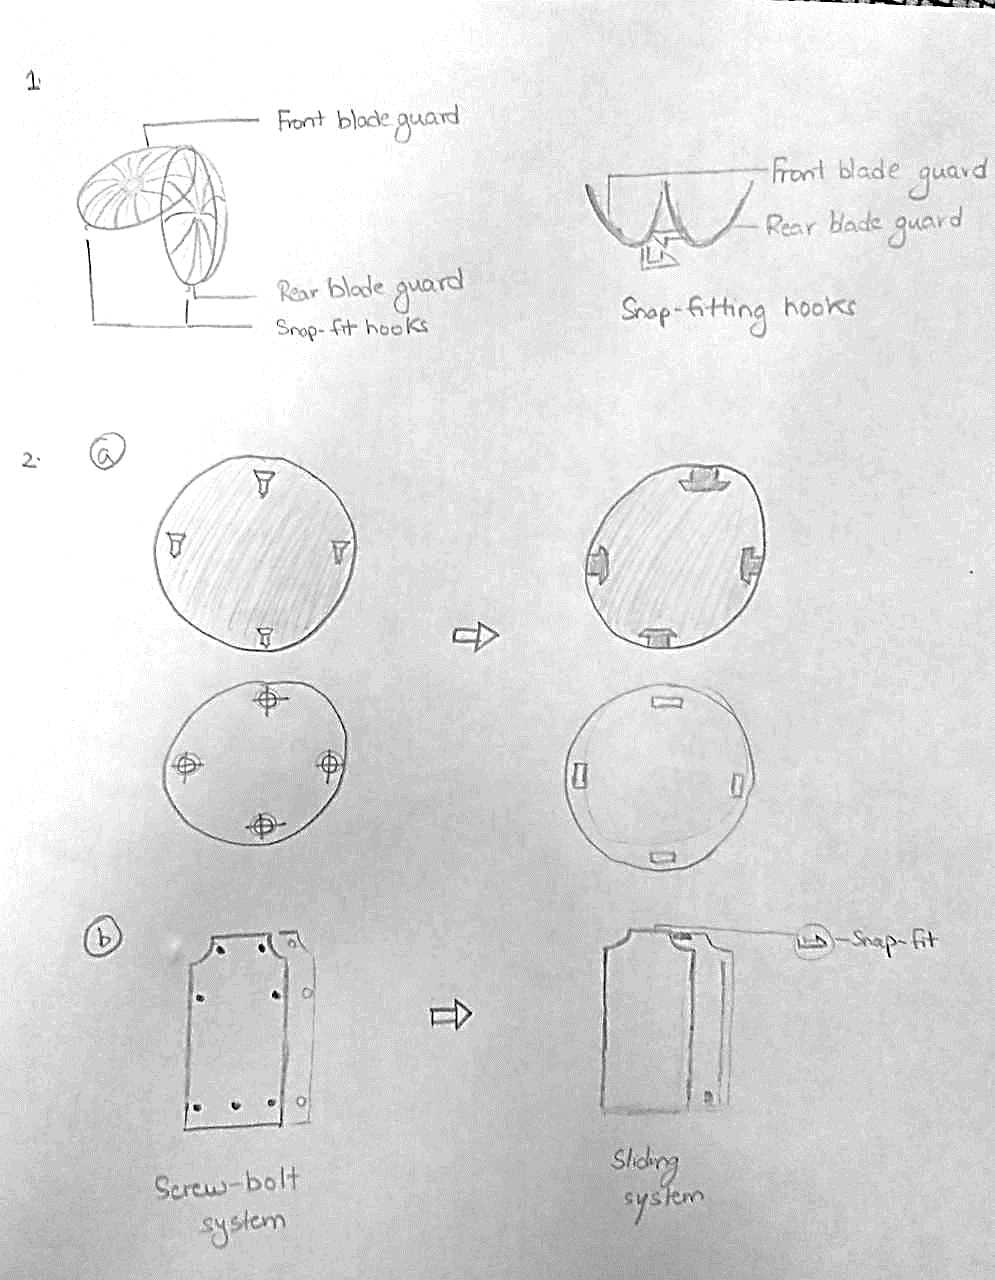 1.
Front blade guard
Rear blade guard
Snap-fit hooks
Front blade guard
Rear blade guard
Snap-fitting hooks
2.
a
b
Snap-fit
Screw-bolt
system
Sliding
system